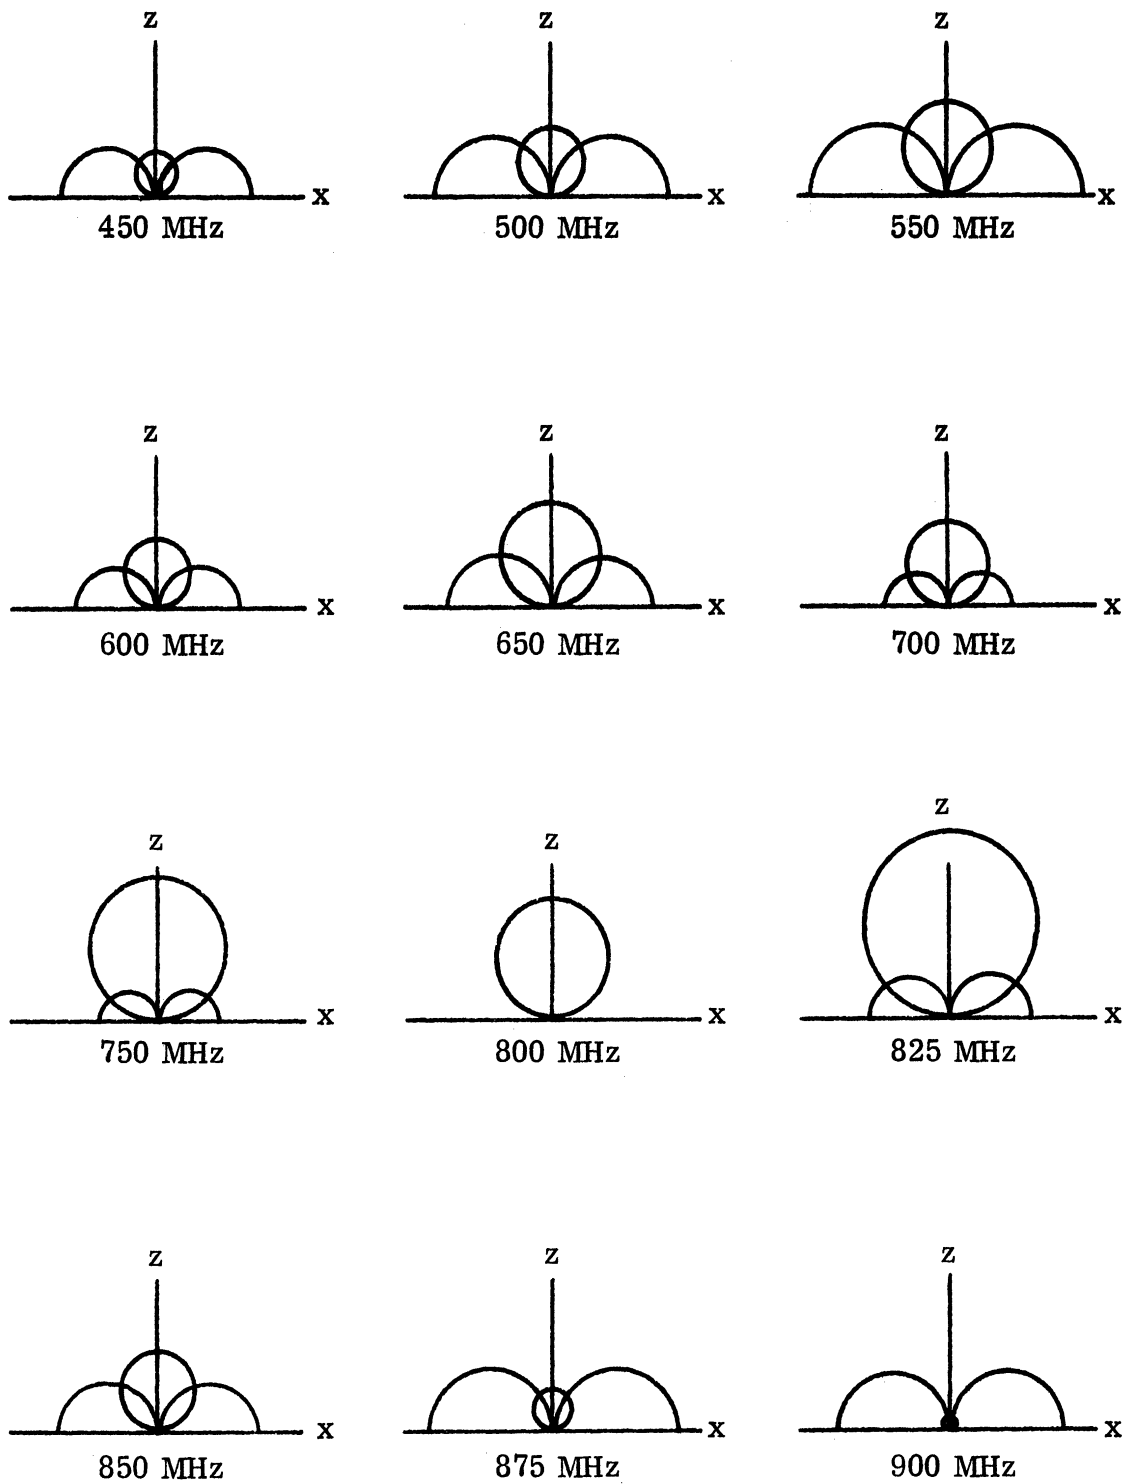 z z z
x x x
450 MHz 500 MHz 550 MHz
z z z
x x x
600 MHz 650 MHz 700 MHz
z z z
x x x
750 MHz 800 MHz 825 MHz
z z z
x x x
850 MHz 875 MHz 900 MHz